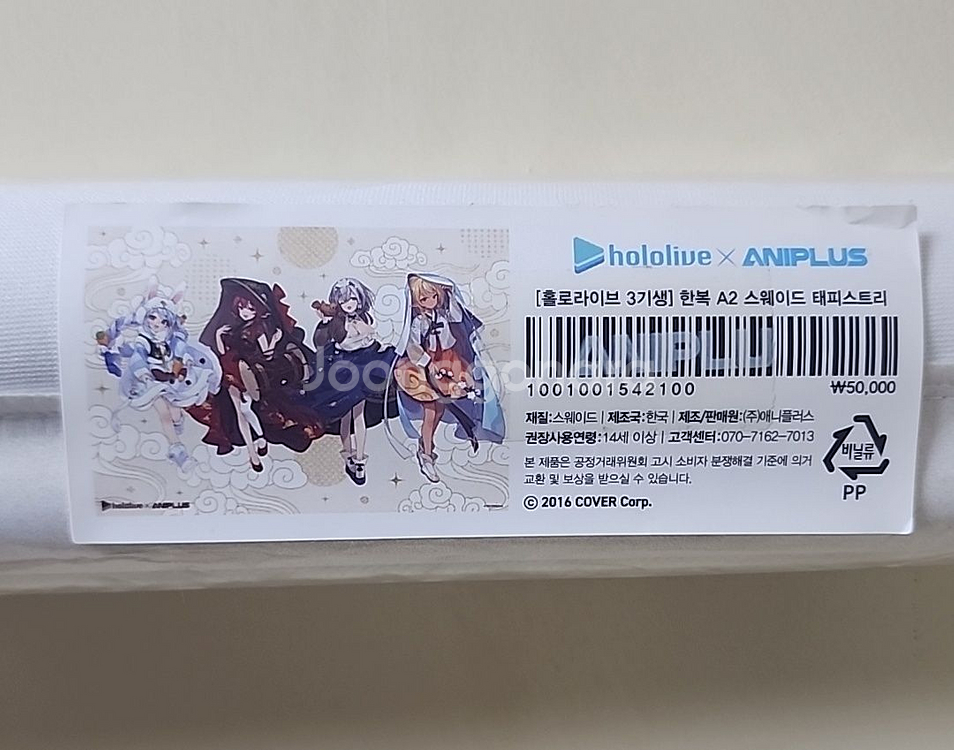 hololive × ANIPLUS
[홀로라이브 3기생] 한복 A2 스웨이드 태피스트리
1001001542100
₩50,000
재질:스웨이드 | 제조국:한국 | 제조/판매원:(주)애니플러스
권장사용연령:14세 이상 | 고객센터:070-7162-7013
본 제품은 공정거래위원회 고시 소비자 분쟁해결 기준에 의거
교환 및 보상을 받으실 수 있습니다.
© 2016 COVER Corp.
비닐류
PP
hololive × ANIPLUS